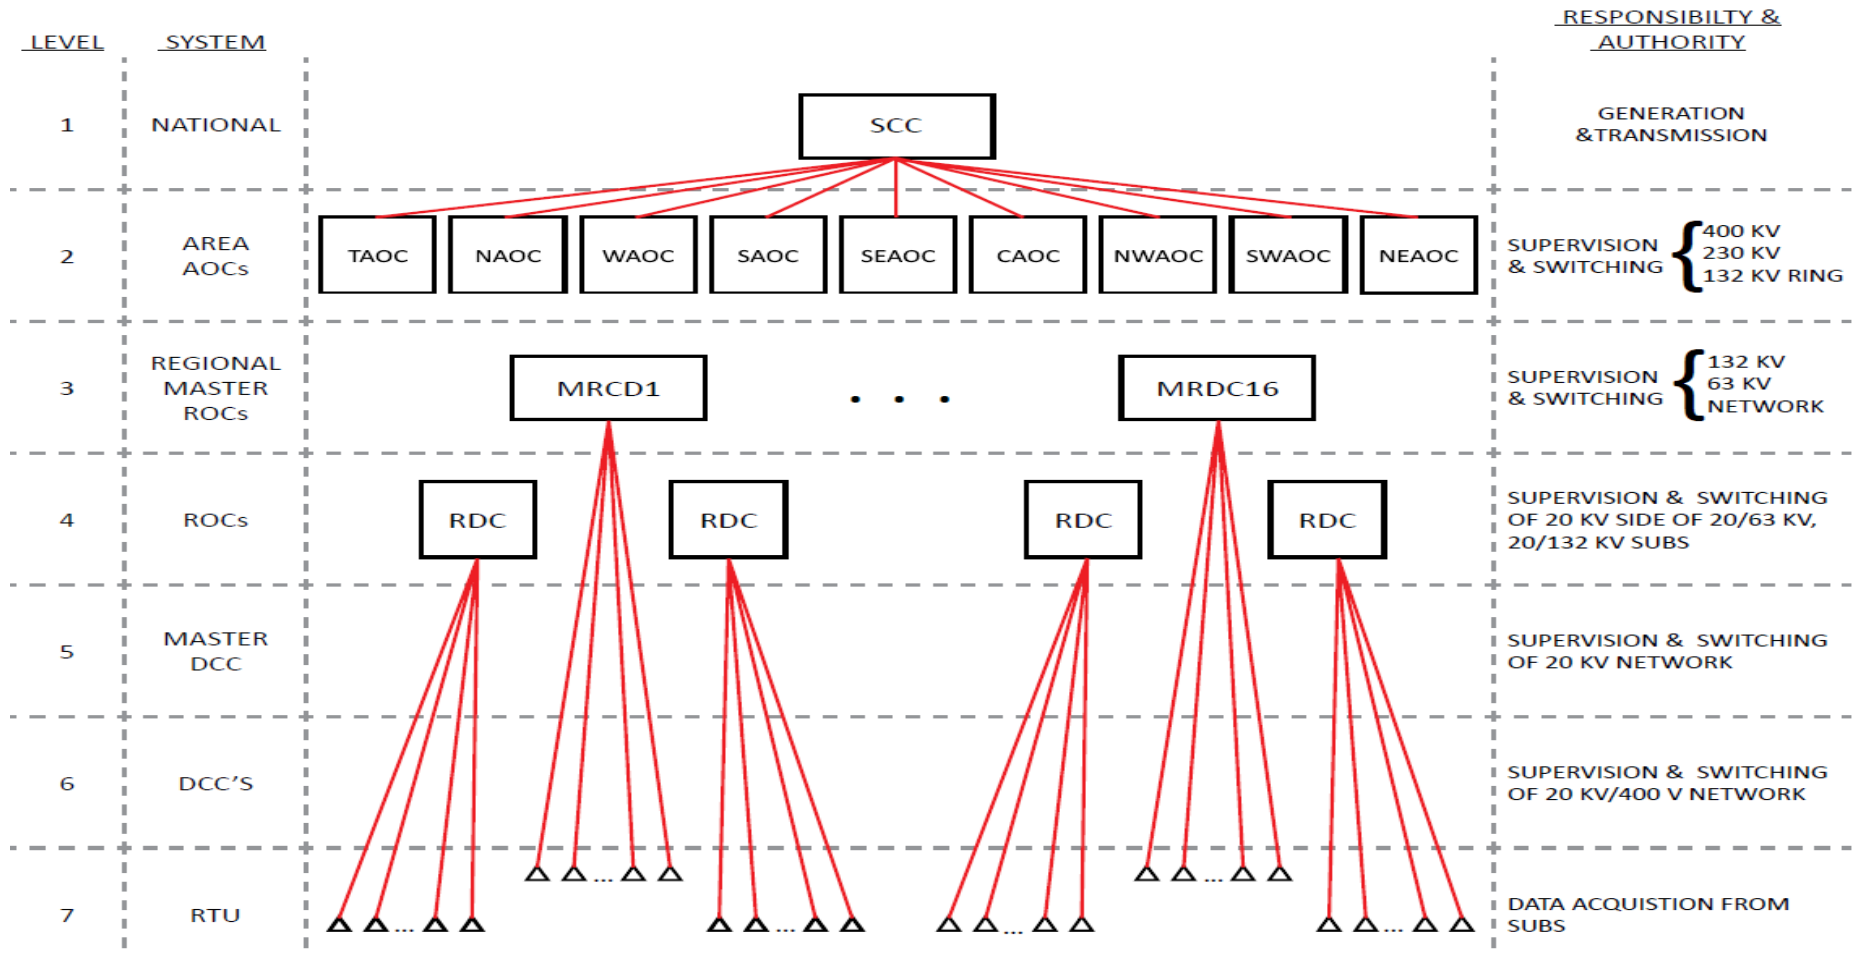 LEVEL
SYSTEM
RESPONSIBILTY &
AUTHORITY
1
NATIONAL
SCC
GENERATION
&TRANSMISSION
2
AREA
AOCs
TAOC
NAOC
WAOC
SAOC
SEAOC
CAOC
NWAOC
SWAOC
NEAOC
SUPERVISION
& SWITCHING
{
400 KV
230 KV
132 KV RING
3
REGIONAL
MASTER
ROCs
MRCD1
. . .
MRDC16
SUPERVISION
& SWITCHING
{
132 KV
63 KV
NETWORK
4
ROCs
RDC
RDC
RDC
RDC
SUPERVISION & SWITCHING
OF 20 KV SIDE OF 20/63 KV,
20/132 KV SUBS
5
MASTER
DCC
SUPERVISION & SWITCHING
OF 20 KV NETWORK
6
DCC'S
SUPERVISION & SWITCHING
OF 20 KV/400 V NETWORK
...
...
7
RTU
...
...
...
...
DATA ACQUISTION FROM
SUBS